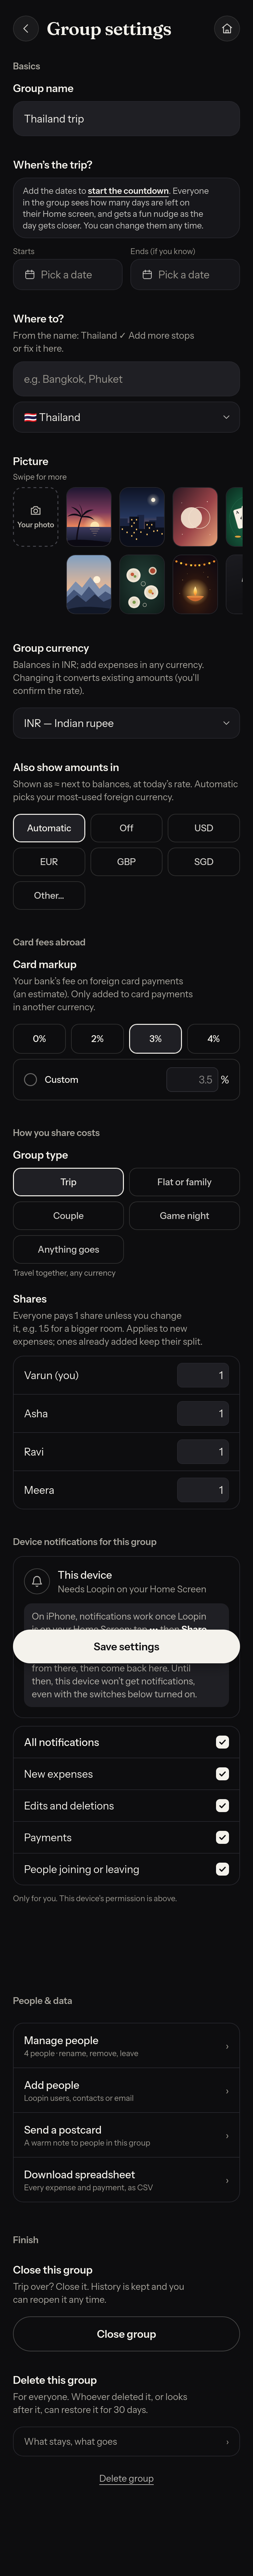 Group settings
Basics
Group name
Thailand trip
When's the trip?
Add the dates to start the countdown. Everyone
in the group sees how many days are left on
their Home screen, and gets a fun nudge as the
day gets closer. You can change them any time.
Starts
Ends (if you know)
Pick a date
Pick a date
Where to?
From the name: Thailand ✓ Add more stops
or fix it here.
e.g. Bangkok, Phuket
🇹🇭 Thailand
Picture
Swipe for more
Your photo
Group currency
Balances in INR; add expenses in any currency.
Changing it converts existing amounts (you'll
confirm the rate).
INR — Indian rupee
Also show amounts in
Shown as ≈ next to balances, at today's rate. Automatic
picks your most-used foreign currency.
Automatic
Off
USD
EUR
GBP
SGD
Other…
Card fees abroad
Card markup
Your bank's fee on foreign card payments
(an estimate). Only added to card payments
in another currency.
0%
2%
3%
4%
Custom
3.5 %
How you share costs
Group type
Trip
Flat or family
Couple
Game night
Anything goes
Travel together, any currency
Shares
Everyone pays 1 share unless you change
it, e.g. 1.5 for a bigger room. Applies to new
expenses; ones already added keep their split.
Varun (you) 1
Asha 1
Ravi 1
Meera 1
Device notifications for this group
This device
Needs Loopin on your Home Screen
On iPhone, notifications work once Loopin
Save settings
from there, then come back here. Until
then, this device won't get notifications,
even with the switches below turned on.
All notifications
New expenses
Edits and deletions
Payments
People joining or leaving
Only for you. This device's permission is above.
People & data
Manage people
4 people · rename, remove, leave
Add people
Loopin users, contacts or email
Send a postcard
A warm note to people in this group
Download spreadsheet
Every expense and payment, as CSV
Finish
Close this group
Trip over? Close it. History is kept and you
can reopen it any time.
Close group
Delete this group
For everyone. Whoever deleted it, or looks
after it, can restore it for 30 days.
What stays, what goes
Delete group